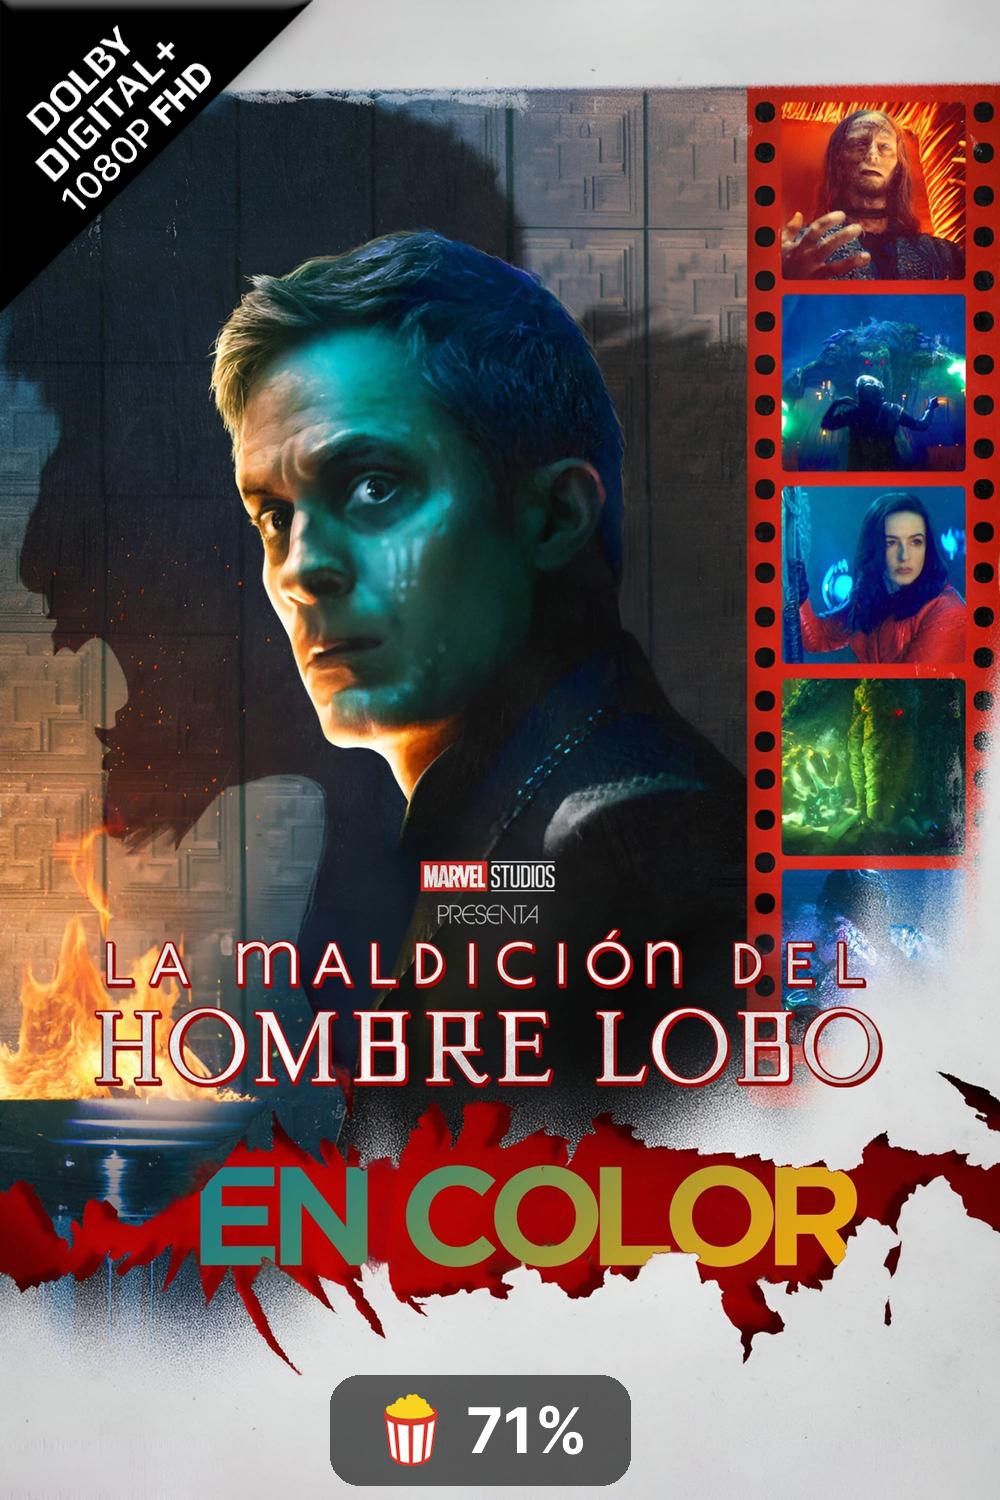 DOLBY
DIGITAL+
1080P FHD
MARVEL STUDIOS
PRESENTA
LA MALDICIÓN DEL
HOMBRE LOBO
EN COLOR
71%